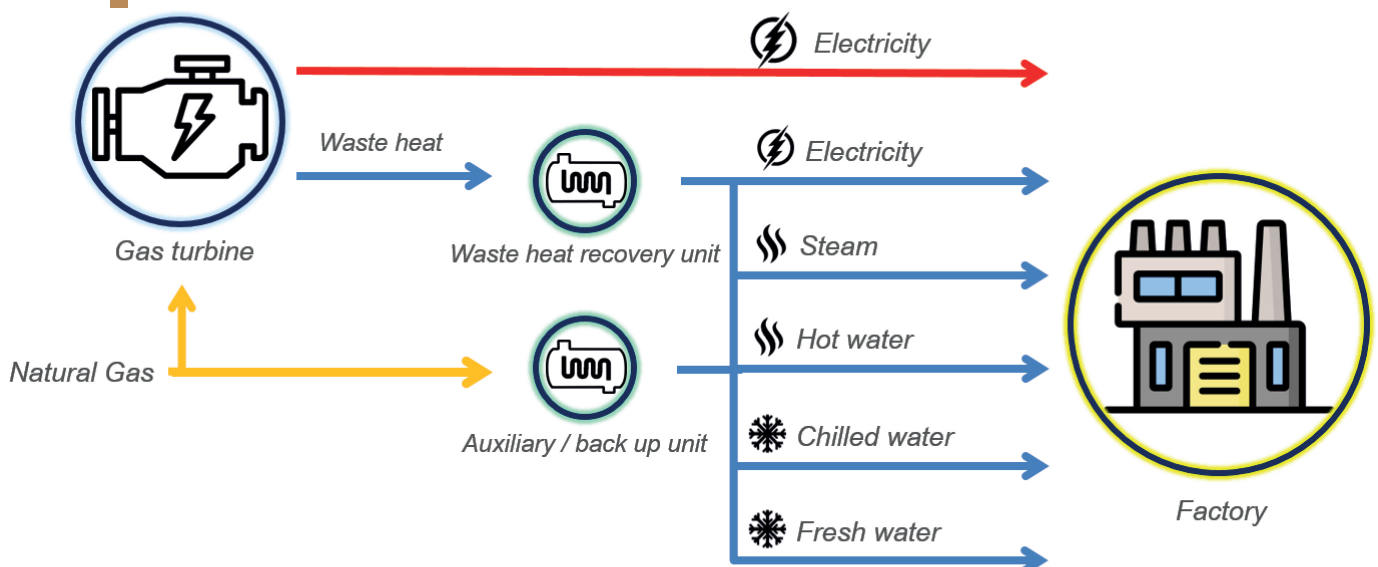 Electricity
Waste heat
Electricity
Gas turbine
Waste heat recovery unit
Steam
Natural Gas
Hot water
Auxiliary / back up unit
Chilled water
Factory
Fresh water